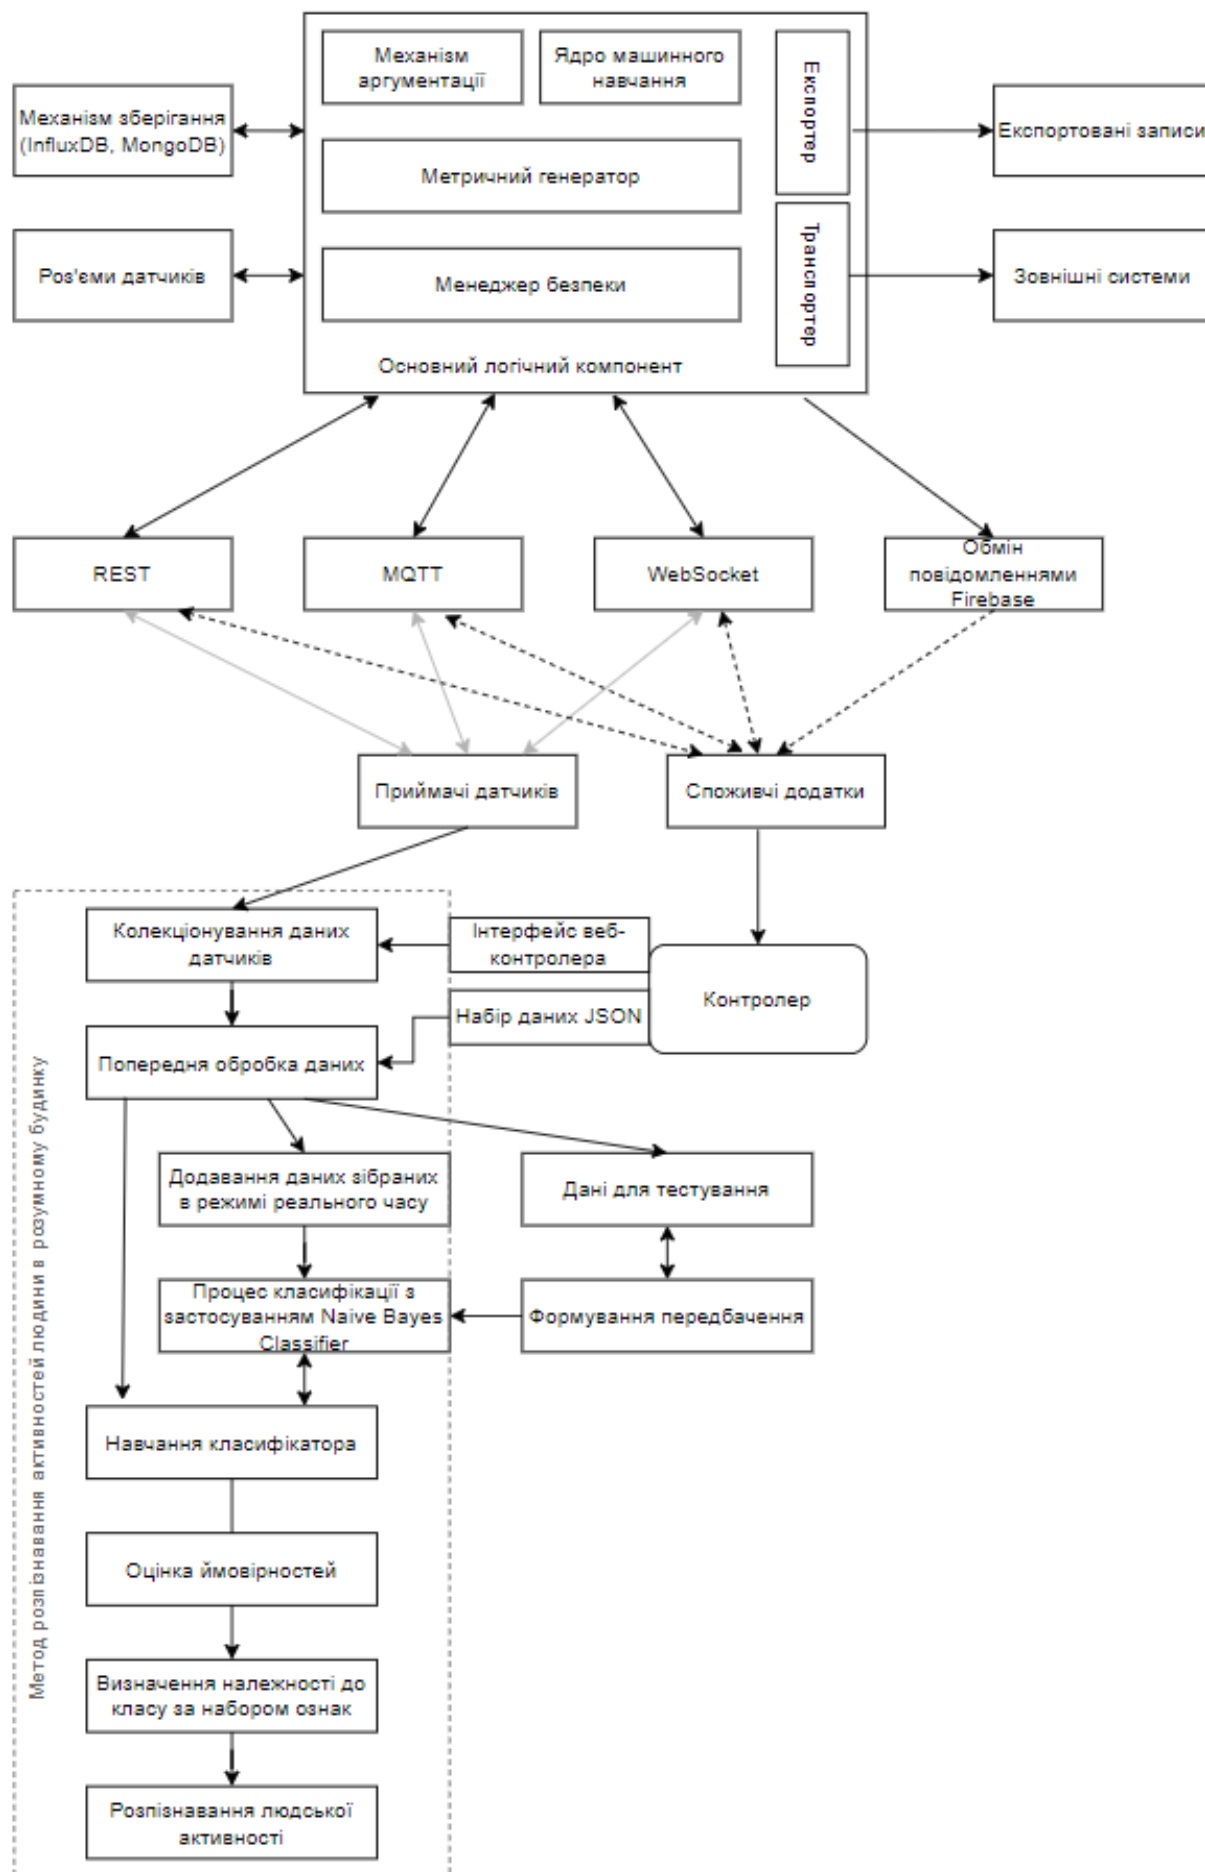 Механізм
аргументації
Ядро машинного
навчання
Експортер
Механізм зберігання
(InfluxDB, MongoDB)
Експортовані записи
Метричний генератор
Транспортер
Роз'єми датчиків
Менеджер безпеки
Зовнішні системи
Основний логічний компонент
REST
MQTT
WebSocket
Обмін
повідомленнями
Firebase
Приймачі датчиків
Споживчі додатки
Колекціонування даних
датчиків
Інтерфейс веб-
контролера
Контролер
Набір даних JSON
Попередня обробка даних
Метод розпізнавання активностей людини в розумному будинку
Додавання даних зібраних
в режимі реального часу
Дані для тестування
Процес класифікації з
застосуванням Naive Bayes
Classifier
Формування передбачення
Навчання класифікатора
Оцінка ймовірностей
Визначення належності до
класу за набором ознак
Розпізнавання людської
активності